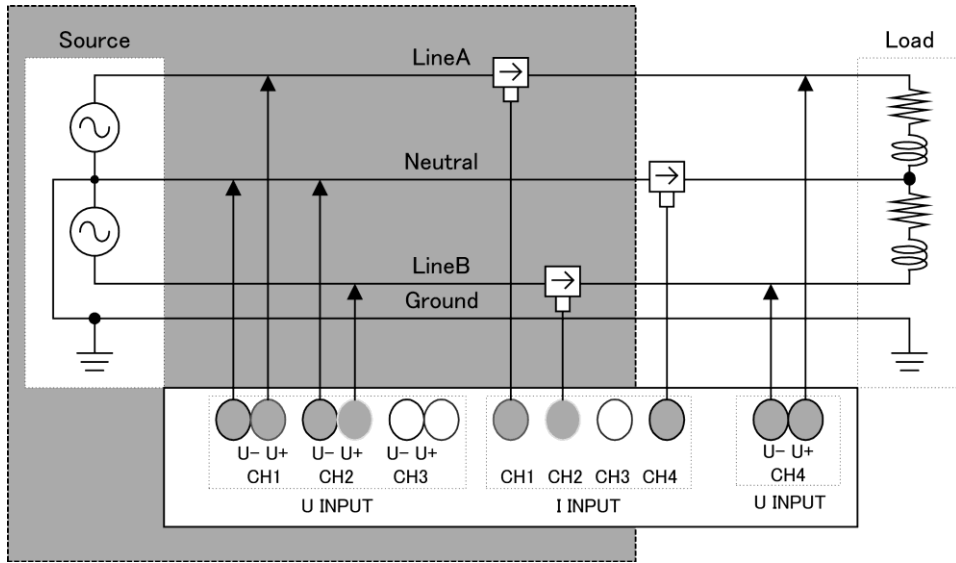 Source
LineA
Load
Neutral
LineB
Ground
U- U+
U- U+
U- U+
CH1
CH2
CH3
U INPUT
CH1
CH2
CH3
CH4
I INPUT
U- U+
CH4
U INPUT